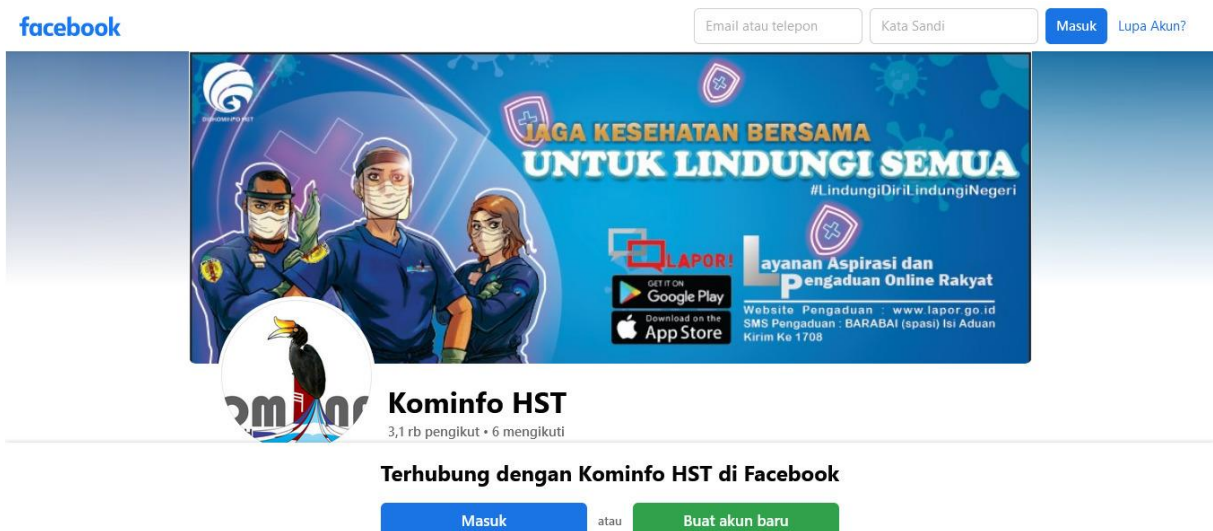 facebook
Email atau telepon
Kata Sandi
Masuk
Lupa Akun?
DISKOMINFO HST
JAGA KESEHATAN BERSAMA
UNTUK LINDUNGI SEMUA
#LindungiDiriLindungiNegeri
LAPOR!
Layanan Aspirasi dan
Pengaduan Online Rakyat
GET IT ON
Google Play
Download on the
App Store
Website Pengaduan : www.lapor.go.id
SMS Pengaduan : BARABAI (spasi) Isi Aduan
Kirim Ke 1708
Kominfo HST
3,1 rb pengikut • 6 mengikuti
Terhubung dengan Kominfo HST di Facebook
Masuk
atau
Buat akun baru